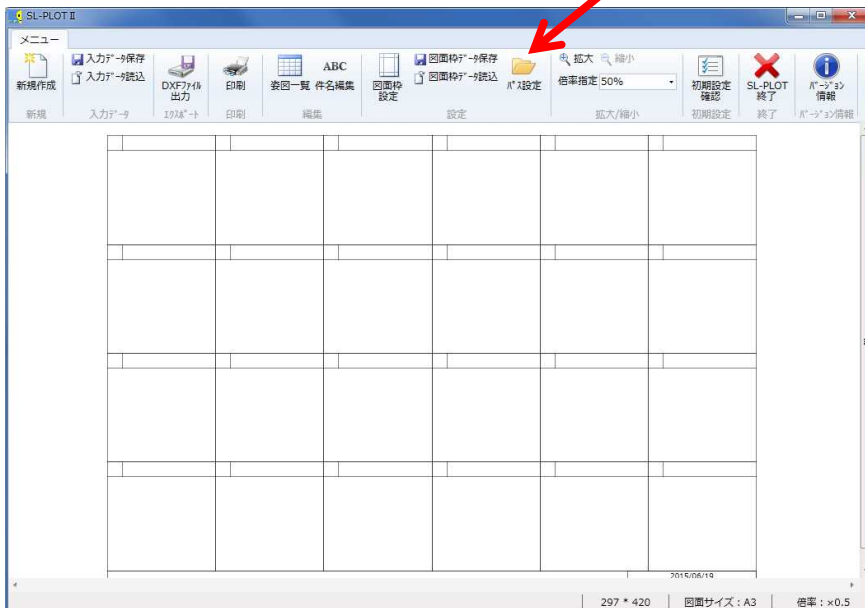 SL-PLOTⅡ
メニュー
新規作成
入力ﾃﾞｰﾀ保存
入力ﾃﾞｰﾀ読込
DXFﾌｧｲﾙ
出力
印刷
姿図一覧
ABC
件名編集
図面枠
設定
図面枠ﾃﾞｰﾀ保存
図面枠ﾃﾞｰﾀ読込
ﾊﾟｽ設定
拡大
縮小
倍率指定 50%
初期設定
確認
SL-PLOT
終了
ﾊﾞｰｼﾞｮﾝ
情報
新規
入力ﾃﾞｰﾀ
ｴｸｽﾎﾟｰﾄ
印刷
編集
設定
拡大/縮小
初期設定
終了
ﾊﾞｰｼﾞｮﾝ情報
2015/06/19
297 * 420
図面サイズ：A3
倍率：×0.5